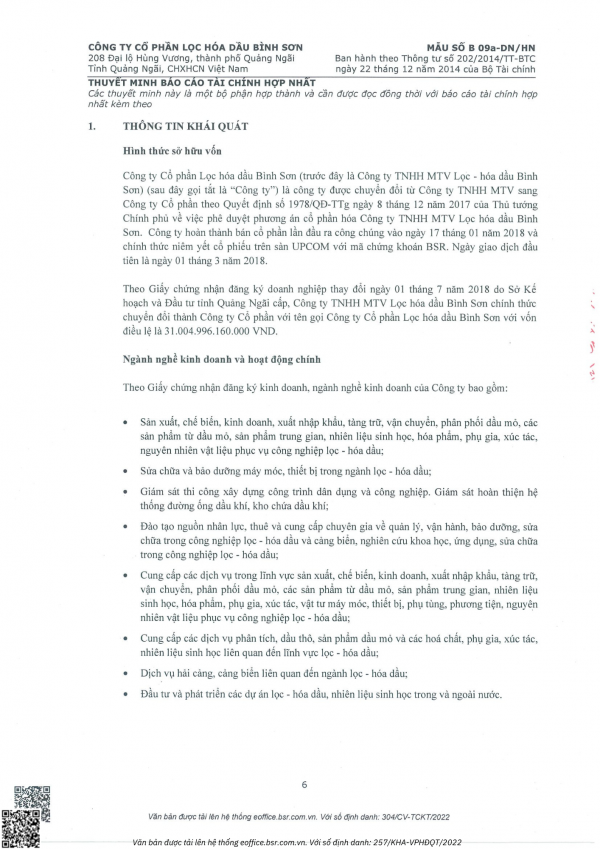 CÔNG TY CỔ PHẦN LỌC HÓA DẦU BÌNH SƠN
208 Đại lộ Hùng Vương, thành phố Quảng Ngãi
Tỉnh Quảng Ngãi, CHXHCN Việt Nam
MẪU SỐ B 09a-DN/HN
Ban hành theo Thông tư số 202/2014/TT-BTC
ngày 22 tháng 12 năm 2014 của Bộ Tài chính
THUYẾT MINH BÁO CÁO TÀI CHÍNH HỢP NHẤT
Các thuyết minh này là một bộ phận hợp thành và cần được đọc đồng thời với báo cáo tài chính hợp
nhất kèm theo
1. THÔNG TIN KHÁI QUÁT
Hình thức sở hữu vốn
Công ty Cổ phần Lọc hóa dầu Bình Sơn (trước đây là Công ty TNHH MTV Lọc - hóa dầu Bình
Sơn) (sau đây gọi tắt là “Công ty”) là công ty được chuyển đổi từ Công ty TNHH MTV sang
Công ty Cổ phần theo Quyết định số 1978/QĐ-TTg ngày 8 tháng 12 năm 2017 của Thủ tướng
Chính phủ về việc phê duyệt phương án cổ phần hóa Công ty TNHH MTV Lọc hóa dầu Bình
Sơn. Công ty hoàn thành bán cổ phần lần đầu ra công chúng vào ngày 17 tháng 01 năm 2018 và
chính thức niêm yết cổ phiếu trên sàn UPCOM với mã chứng khoán BSR. Ngày giao dịch đầu
tiên là ngày 01 tháng 3 năm 2018.
Theo Giấy chứng nhận đăng ký doanh nghiệp thay đổi ngày 01 tháng 7 năm 2018 do Sở Kế
hoạch và Đầu tư tỉnh Quảng Ngãi cấp, Công ty TNHH MTV Lọc hóa dầu Bình Sơn chính thức
chuyển đổi thành Công ty Cổ phần với tên gọi Công ty Cổ phần Lọc hóa dầu Bình Sơn với vốn
điều lệ là 31.004.996.160.000 VND.
Ngành nghề kinh doanh và hoạt động chính
Theo Giấy chứng nhận đăng ký kinh doanh, ngành nghề kinh doanh của Công ty bao gồm:
• Sản xuất, chế biến, kinh doanh, xuất nhập khẩu, tàng trữ, vận chuyển, phân phối dầu mỏ, các
sản phẩm từ dầu mỏ, sản phẩm trung gian, nhiên liệu sinh học, hóa phẩm, phụ gia, xúc tác,
nguyên nhiên vật liệu phục vụ công nghiệp lọc - hóa dầu;
• Sửa chữa và bảo dưỡng máy móc, thiết bị trong ngành lọc - hóa dầu;
• Giám sát thi công xây dựng công trình dân dụng và công nghiệp. Giám sát hoàn thiện hệ
thống đường ống dầu khí, kho chứa dầu khí;
• Đào tạo nguồn nhân lực, thuê và cung cấp chuyên gia về quản lý, vận hành, bảo dưỡng, sửa
chữa trong công nghiệp lọc - hóa dầu và cảng biển, nghiên cứu khoa học, ứng dụng, sửa chữa
trong công nghiệp lọc - hóa dầu;
• Cung cấp các dịch vụ trong lĩnh vực sản xuất, chế biến, kinh doanh, xuất nhập khẩu, tàng trữ,
vận chuyển, phân phối dầu mỏ, các sản phẩm từ dầu mỏ, sản phẩm trung gian, nhiên liệu
sinh học, hóa phẩm, phụ gia, xúc tác, vật tư máy móc, thiết bị, phụ tùng, phương tiện, nguyên
nhiên vật liệu phục vụ công nghiệp lọc - hóa dầu;
• Cung cấp các dịch vụ phân tích, dầu thô, sản phẩm dầu mỏ và các hoá chất, phụ gia, xúc tác,
nhiên liệu sinh học liên quan đến lĩnh vực lọc - hóa dầu;
• Dịch vụ hải cảng, cảng biển liên quan đến ngành lọc - hóa dầu;
• Đầu tư và phát triển các dự án lọc - hóa dầu, nhiên liệu sinh học trong và ngoài nước.
6
Văn bản được tải lên hệ thống eoffice.bsr.com.vn. Với số định danh: 304/CV-TCKT/2022
Văn bản được tải lên hệ thống eoffice.bsr.com.vn. Với số định danh: 257/KHA-VPHĐQT/2022